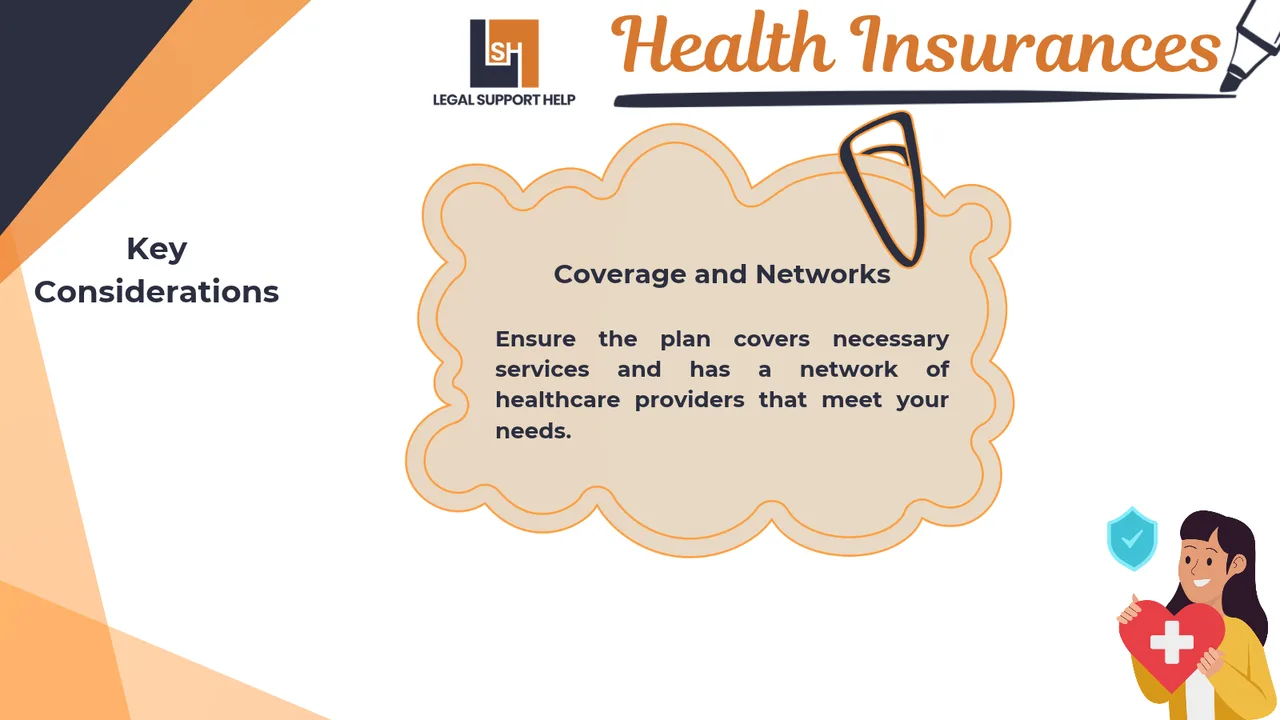 SH
LEGAL SUPPORT HELP
Health Insurances
Key
Considerations
Coverage and Networks
Ensure the plan covers necessary
services and has a network of
healthcare providers that meet your
needs.